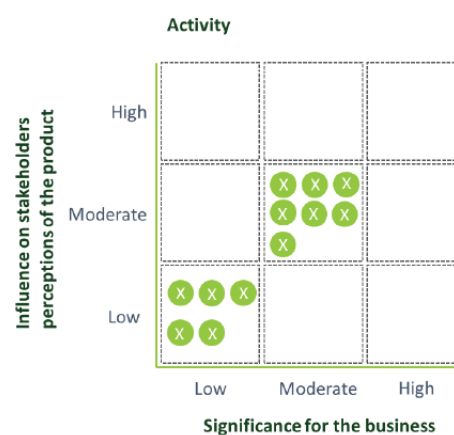 Activity
Influence on stakeholders
perceptions of the product
High
Moderate
X X X
X X X
X
Low
X X X
X X
Low Moderate High
Significance for the business